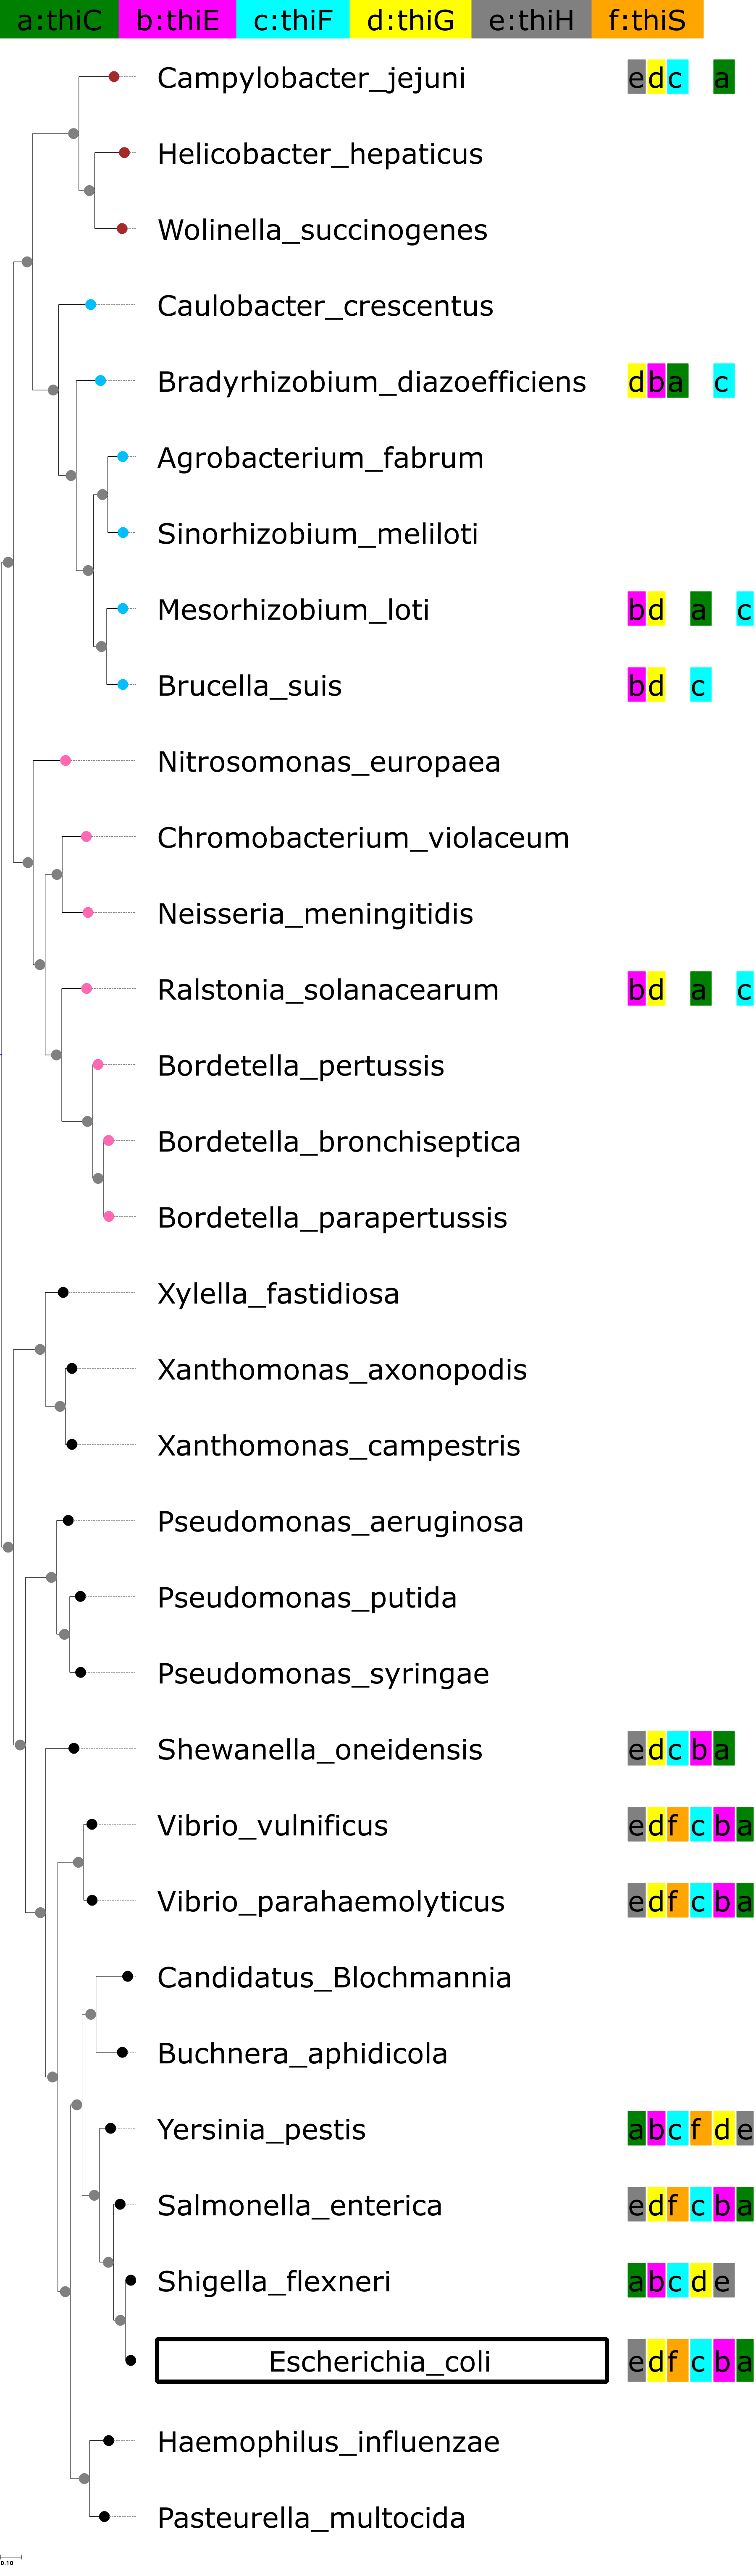 a:thiC b:thiE c:thiF d:thiG e:thiH f:thiS
Campylobacter_jejuni e d c a
Helicobacter_hepaticus
Wolinella_succinogenes
Caulobacter_crescentus
Bradyrhizobium_diazoefficiens d b a c
Agrobacterium_fabrum
Sinorhizobium_meliloti
Mesorhizobium_loti b d a c
Brucella_suis b d c
Nitrosomonas_europaea
Chromobacterium_violaceum
Neisseria_meningitidis
Ralstonia_solanacearum b d a c
Bordetella_pertussis
Bordetella_bronchiseptica
Bordetella_parapertussis
Xylella_fastidiosa
Xanthomonas_axonopodis
Xanthomonas_campestris
Pseudomonas_aeruginosa
Pseudomonas_putida
Pseudomonas_syringae
Shewanella_oneidensis e d c b a
Vibrio_vulnificus e d f c b a
Vibrio_parahaemolyticus e d f c b a
Candidatus_Blochmannia
Buchnera_aphidicola
Yersinia_pestis a b c f d e
Salmonella_enterica e d f c b a
Shigella_flexneri a b c d e
Escherichia_coli e d f c b a
Haemophilus_influenzae
Pasteurella_multocida
0.10